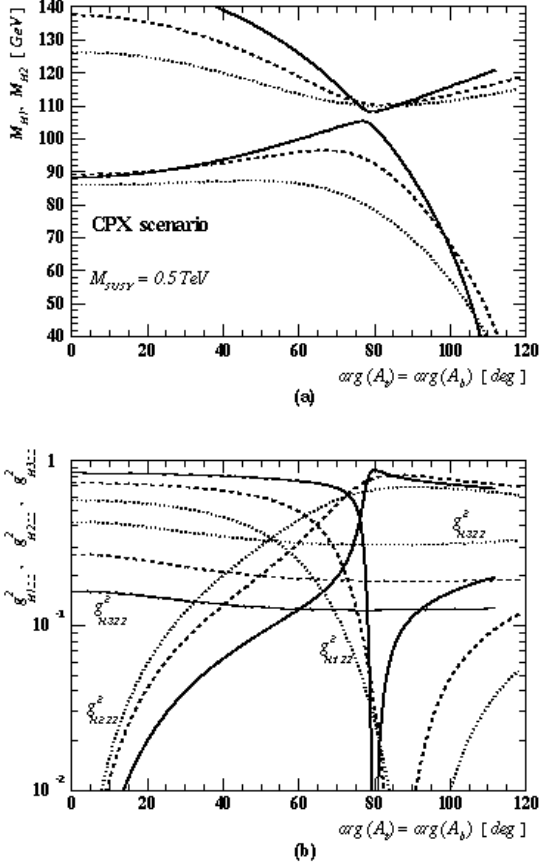 M_H1, M_H2 [ GeV ]
140
130
120
110
100
90
80
70
60
50
40
CPX scenario
M_SUSY = 0.5 TeV
0 20 40 60 80 100 120
arg (A_t) = arg (A_b) [ deg ]
(a)
g²_H1ZZ, g²_H2ZZ, g²_H3ZZ
1
10⁻¹
10⁻²
g²_H3ZZ
g²_H3ZZ
g²_H1ZZ
g²_H2ZZ
0 20 40 60 80 100 120
arg (A_t) = arg (A_b) [ deg ]
(b)